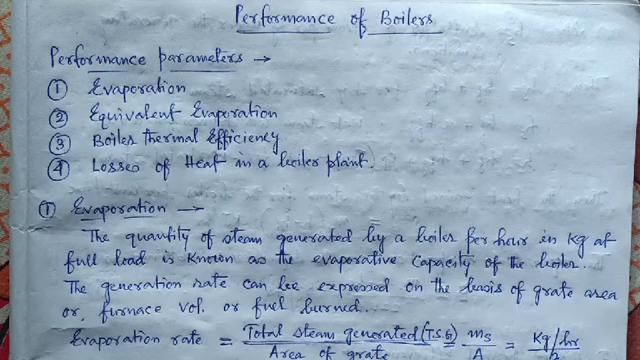 Performance of Boilers
Performance parameters →
① Evaporation
② Equivalent Evaporation
③ Boiler thermal Efficiency
④ Losses of Heat in a boiler plant.
① Evaporation →
The quantity of steam generated by a boiler per hour in Kg at
full load is known as the evaporative capacity of the boiler.
The generation rate can be expressed on the basis of grate area
or, furnace vol. or fuel burned.
Evaporation rate = Total steam generated (T.S.G) / Area of grate = ms / A = Kg/hr